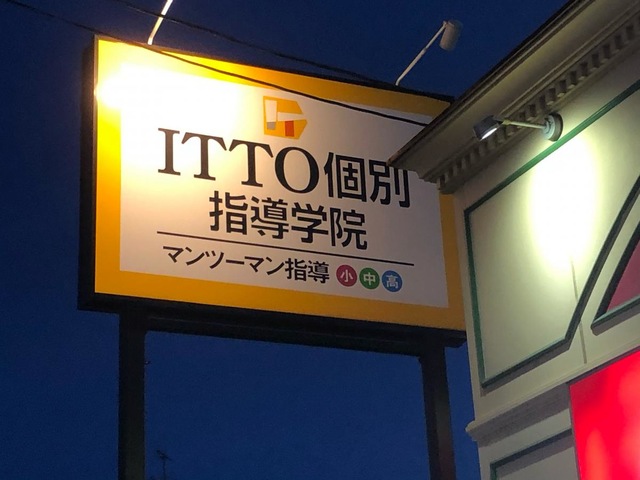 ITTO個別
指導学院
マンツーマン指導 小 中 高